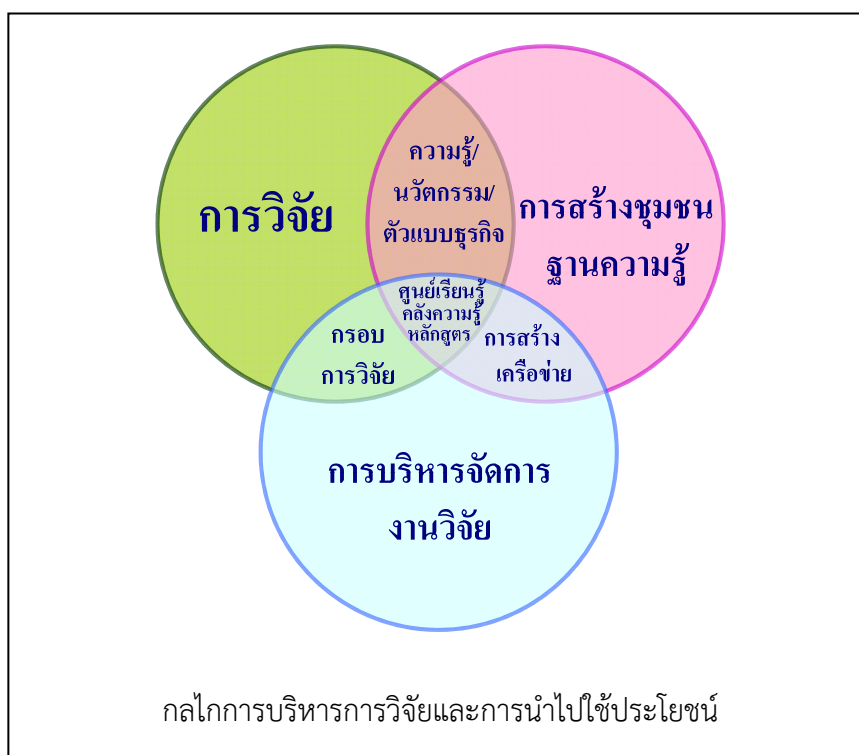 ความรู้/
นวัตกรรม/
ตัวแบบธุรกิจ
การวิจัย
การสร้างชุมชน
ฐานความรู้
ศูนย์เรียนรู้
คลังความรู้
หลักสูตร
กรอบ
การวิจัย
การสร้าง
เครือข่าย
การบริหารจัดการ
งานวิจัย
กลไกการบริหารการวิจัยและการนำไปใช้ประโยชน์